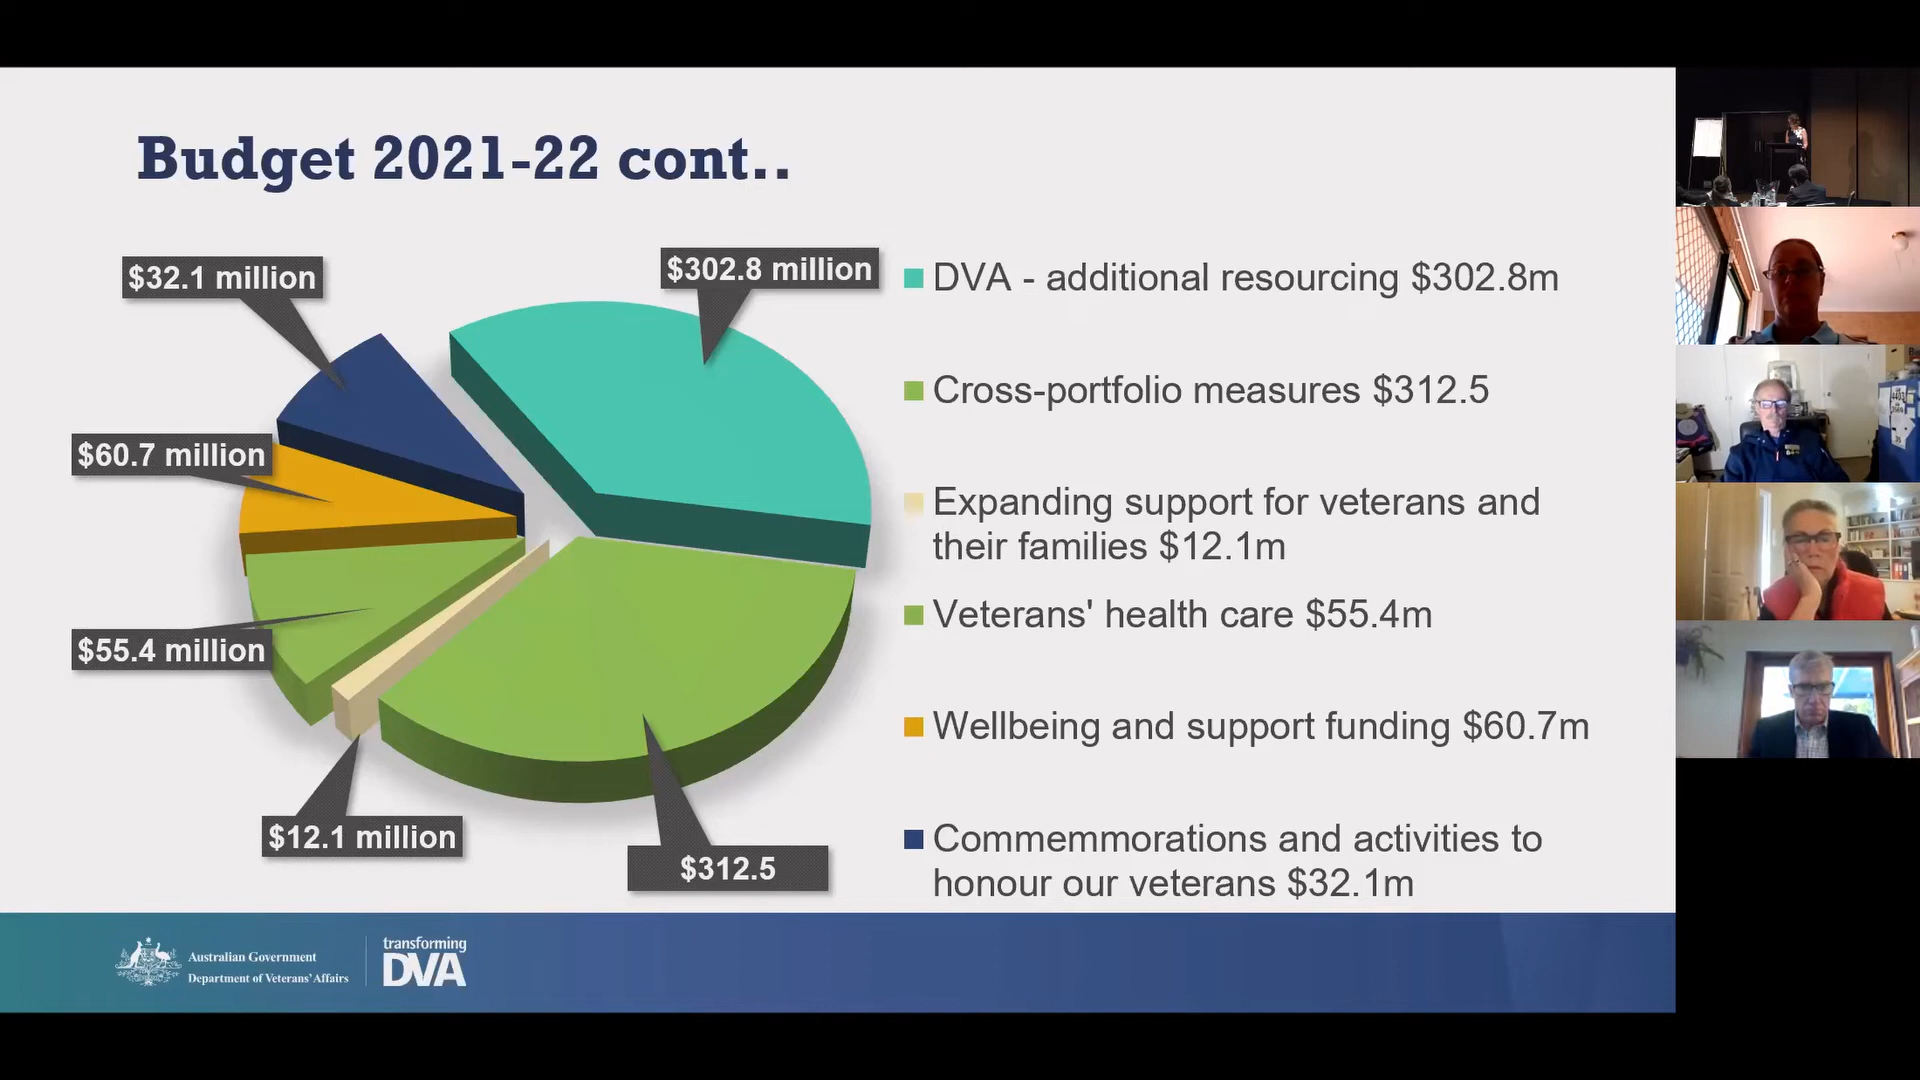 Budget 2021-22 cont..
$32.1 million
$302.8 million
$60.7 million
$55.4 million
$12.1 million
$312.5
DVA - additional resourcing $302.8m
Cross-portfolio measures $312.5
Expanding support for veterans and
their families $12.1m
Veterans' health care $55.4m
Wellbeing and support funding $60.7m
Commemmorations and activities to
honour our veterans $32.1m
Australian Government
Department of Veterans' Affairs
transforming
DVA